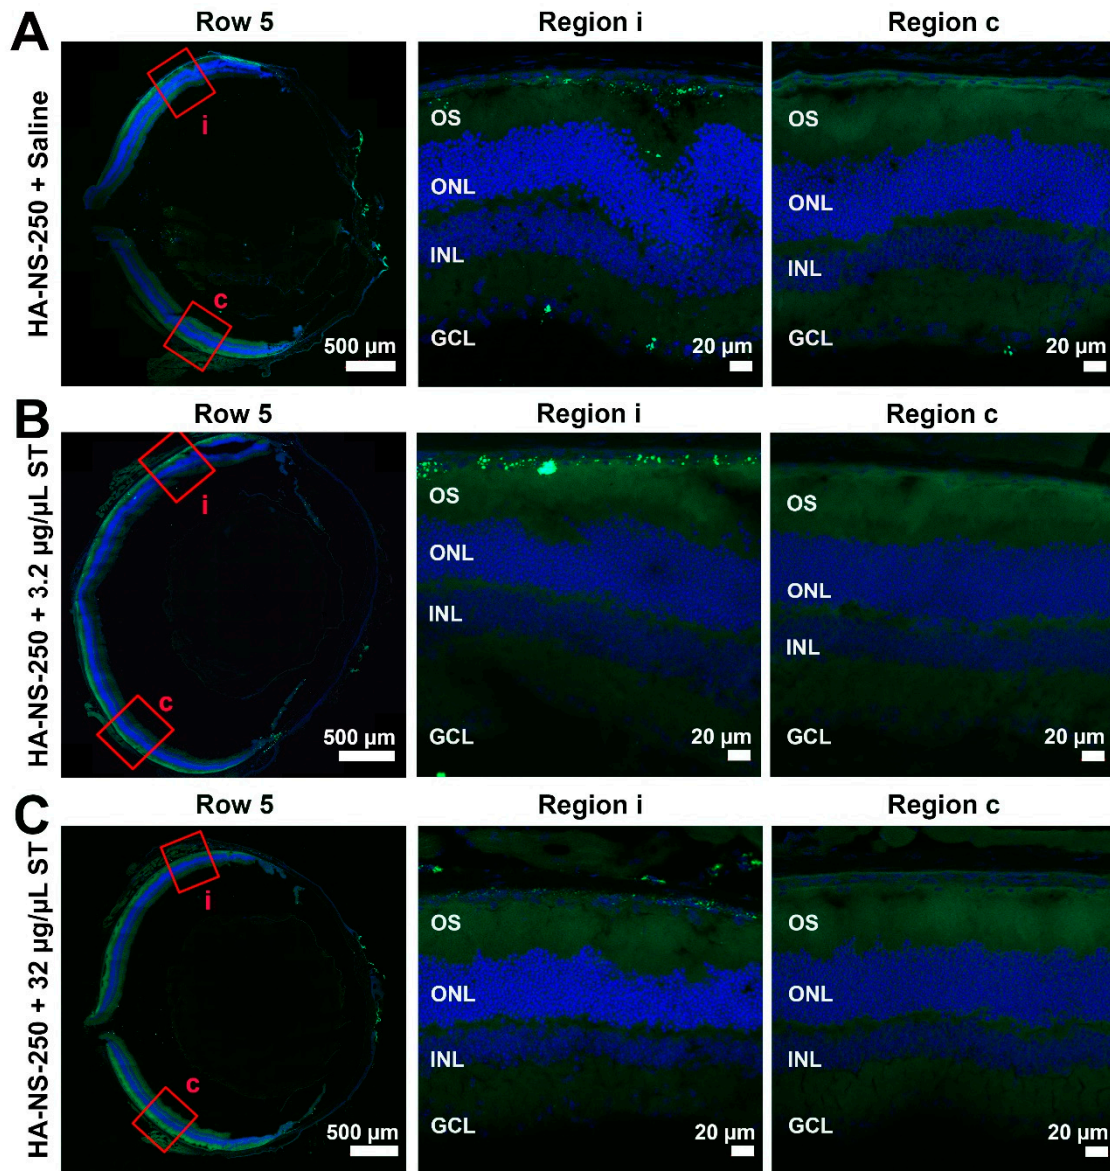 A
Row 5
Region i
Region c
HA-NS-250 + Saline
i
c
500 µm
OS
ONL
INL
GCL
20 µm
OS
ONL
INL
GCL
20 µm
B
Row 5
Region i
Region c
HA-NS-250 + 3.2 µg/µL ST
i
c
500 µm
OS
ONL
INL
GCL
20 µm
OS
ONL
INL
GCL
20 µm
C
Row 5
Region i
Region c
HA-NS-250 + 32 µg/µL ST
i
c
500 µm
OS
ONL
INL
GCL
20 µm
OS
ONL
INL
GCL
20 µm